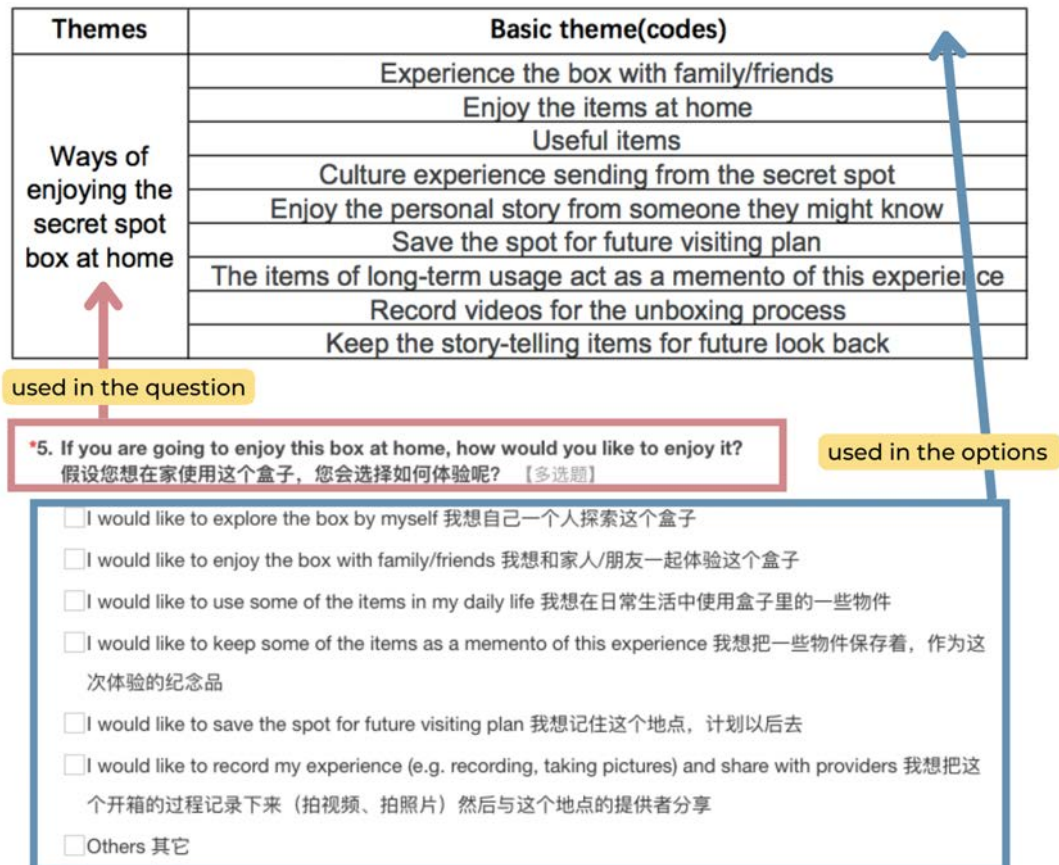 Themes
Basic theme(codes)
Ways of
enjoying the
secret spot
box at home
Experience the box with family/friends
Enjoy the items at home
Useful items
Culture experience sending from the secret spot
Enjoy the personal story from someone they might know
Save the spot for future visiting plan
The items of long-term usage act as a memento of this experience
Record videos for the unboxing process
Keep the story-telling items for future look back
used in the question
*5. If you are going to enjoy this box at home, how would you like to enjoy it?
假设您想在家使用这个盒子，您会选择如何体验呢？ 【多选题】
used in the options
I would like to explore the box by myself 我想自己一个人探索这个盒子
I would like to enjoy the box with family/friends 我想和家人/朋友一起体验这个盒子
I would like to use some of the items in my daily life 我想在日常生活中使用盒子里的一些物件
I would like to keep some of the items as a memento of this experience 我想把一些物件保存着，作为这
次体验的纪念品
I would like to save the spot for future visiting plan 我想记住这个地点，计划以后去
I would like to record my experience (e.g. recording, taking pictures) and share with providers 我想把这
个开箱的过程记录下来（拍视频、拍照片）然后与这个地点的提供者分享
Others 其它